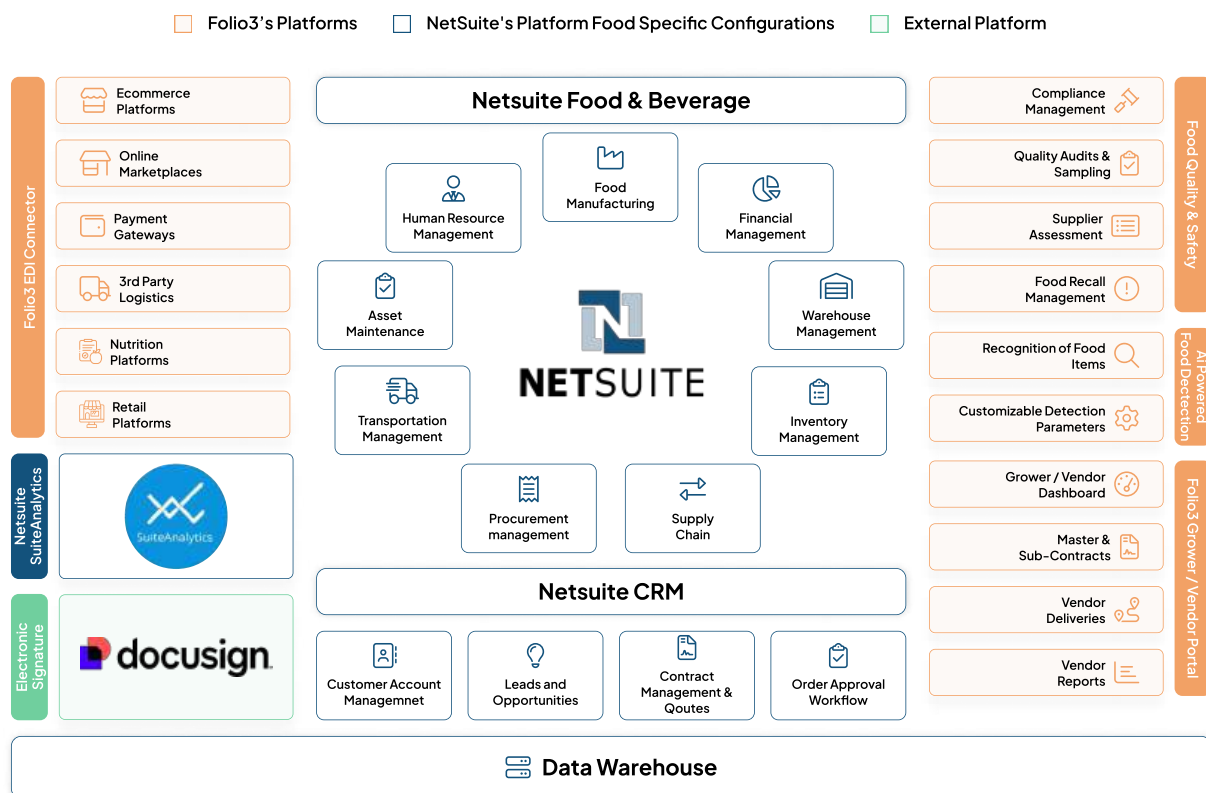 Folio3's Platforms
NetSuite's Platform Food Specific Configurations
External Platform
Folio3 EDI Connector
Ecommerce
Platforms
Online
Marketplaces
Payment
Gateways
3rd Party
Logistics
Nutrition
Platforms
Retail
Platforms
Netsuite
SuiteAnalytics
SuiteAnalytics
Electronic
Signature
docusign
Netsuite Food & Beverage
Food
Manufacturing
Human Resource
Management
Financial
Management
Asset
Maintenance
Warehouse
Management
NETSUITE
Transportation
Management
Inventory
Management
Procurement
management
Supply
Chain
Netsuite CRM
Customer Account
Managemnet
Leads and
Opportunities
Contract
Management &
Qoutes
Order Approval
Workflow
Compliance
Management
Quality Audits &
Sampling
Supplier
Assessment
Food Recall
Management
Food Quality & Safety
Recognition of Food
Items
Customizable Detection
Parameters
Ai Powered
Food Dectection
Grower / Vendor
Dashboard
Master &
Sub-Contracts
Vendor
Deliveries
Vendor
Reports
Folio3 Grower / Vendor Portal
Data Warehouse